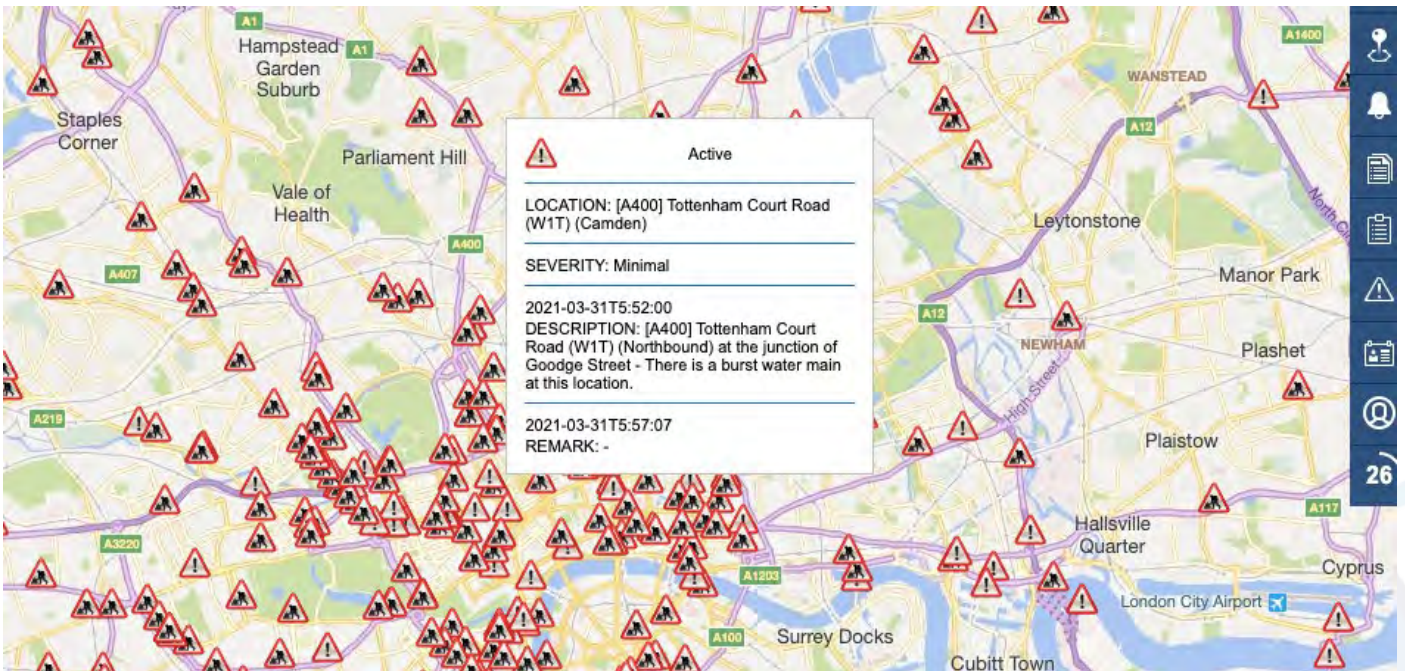 A1
A1
Hampstead
Garden
Suburb
A1400
WANSTEAD
Staples
Corner
A12
Parliament Hill
Vale of
Health
Active
LOCATION: [A400] Tottenham Court Road
(W1T) (Camden)
SEVERITY: Minimal
2021-03-31T5:52:00
DESCRIPTION: [A400] Tottenham Court
Road (W1T) (Northbound) at the junction of
Goodge Street - There is a burst water main
at this location.
2021-03-31T5:57:07
REMARK: -
North Cir
Leytonstone
A400
A407
Manor Park
A12
NEWHAM
Plashet
High Street
A219
Plaistow
26
A117
Hallsville
Quarter
A3220
A1203
Cyprus
London City Airport
A100
Surrey Docks
Cubitt Town